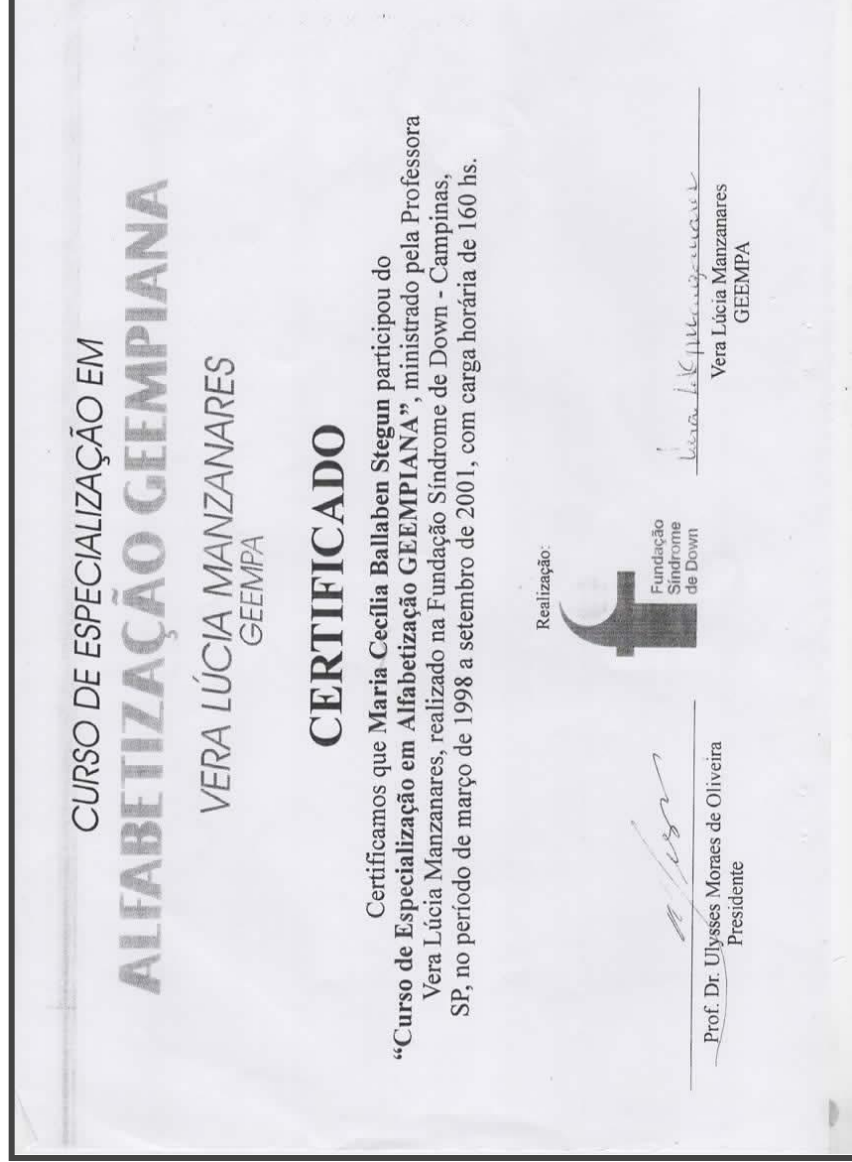 CURSO DE ESPECIALIZAÇÃO EM
ALFABETIZAÇÃO GEEMPIANA
VERA LÚCIA MANZANARES
GEEMPA
CERTIFICADO
Certificamos que Maria Cecília Ballaben Stegun participou do
“Curso de Especialização em Alfabetização GEEMPIANA”, ministrado pela Professora
Vera Lúcia Manzanares, realizado na Fundação Síndrome de Down - Campinas,
SP, no período de março de 1998 a setembro de 2001, com carga horária de 160 hs.
Realização:
Fundação
Síndrome
de Down
Prof. Dr. Ulysses Moraes de Oliveira
Presidente
Vera Lúcia Manzanares
GEEMPA